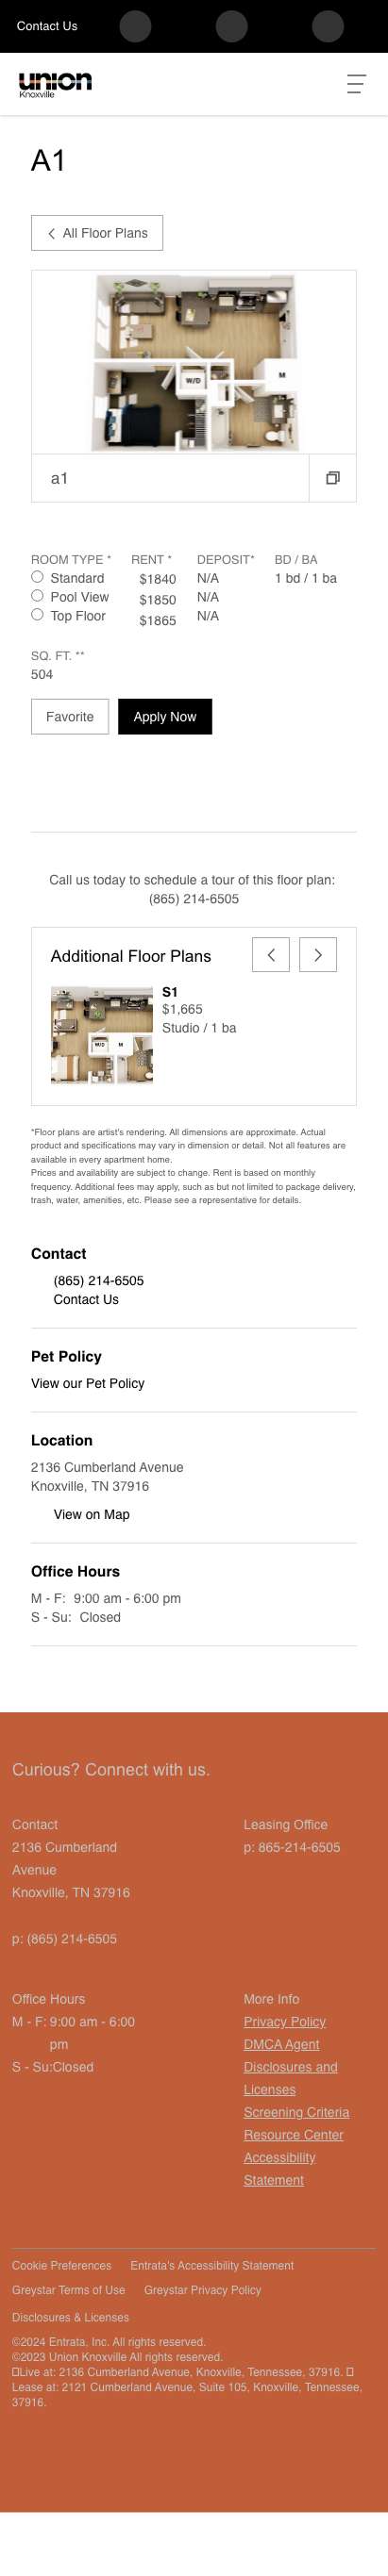 Contact Us
union
Knoxville
A1
All Floor Plans
W/D
M
a1
ROOM TYPE * RENT * DEPOSIT* BD / BA
Standard $1840 N/A 1 bd / 1 ba
Pool View $1850 N/A
Top Floor $1865 N/A
SQ. FT. **
504
Favorite Apply Now
Call us today to schedule a tour of this floor plan:
(865) 214-6505
Additional Floor Plans
S1
$1,665
Studio / 1 ba
W/D M
*Floor plans are artist's rendering. All dimensions are approximate. Actual
product and specifications may vary in dimension or detail. Not all features are
available in every apartment home.
Prices and availability are subject to change. Rent is based on monthly
frequency. Additional fees may apply, such as but not limited to package delivery,
trash, water, amenities, etc. Please see a representative for details.
Contact
(865) 214-6505
Contact Us
Pet Policy
View our Pet Policy
Location
2136 Cumberland Avenue
Knoxville, TN 37916
View on Map
Office Hours
M - F: 9:00 am - 6:00 pm
S - Su: Closed
Curious? Connect with us.
Contact
2136 Cumberland
Avenue
Knoxville, TN 37916
p: (865) 214-6505
Leasing Office
p: 865-214-6505
Office Hours
M - F: 9:00 am - 6:00
pm
S - Su:Closed
More Info
Privacy Policy
DMCA Agent
Disclosures and
Licenses
Screening Criteria
Resource Center
Accessibility
Statement
Cookie Preferences Entrata's Accessibility Statement
Greystar Terms of Use Greystar Privacy Policy
Disclosures & Licenses
©2024 Entrata, Inc. All rights reserved.
©2023 Union Knoxville All rights reserved.
Live at: 2136 Cumberland Avenue, Knoxville, Tennessee, 37916.
Lease at: 2121 Cumberland Avenue, Suite 105, Knoxville, Tennessee,
37916.